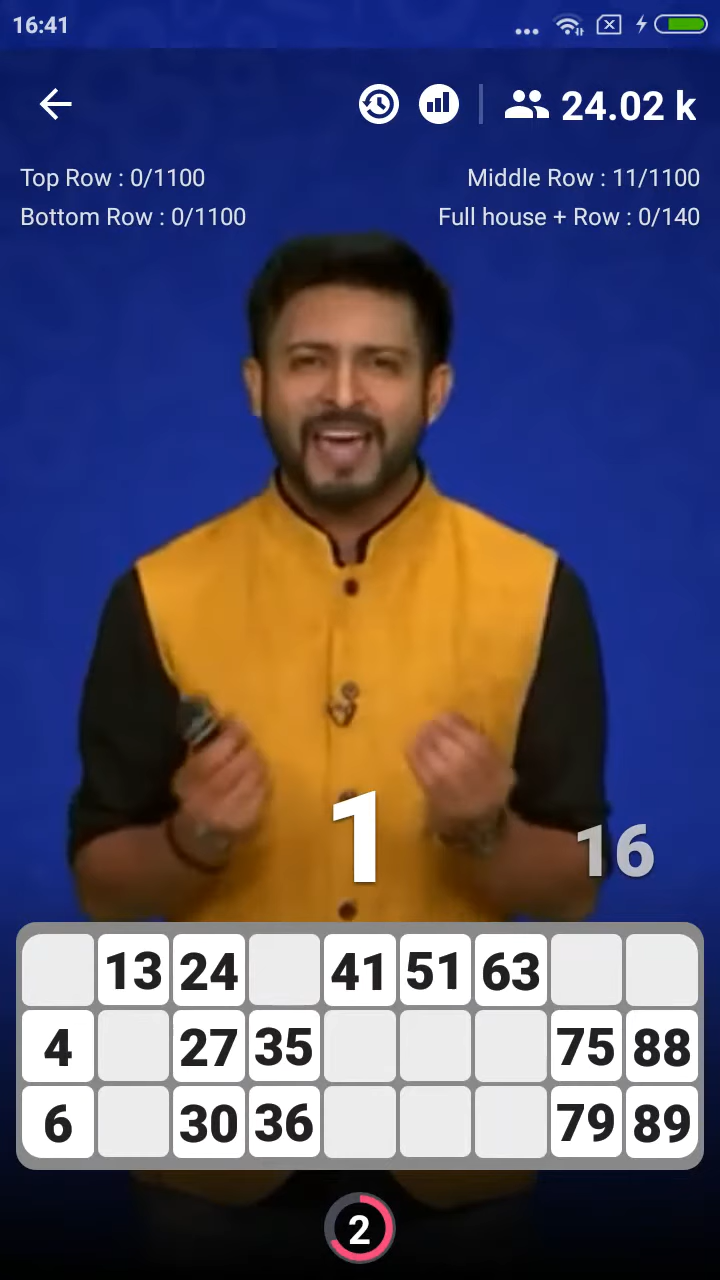 16:41
24.02 k
Top Row : 0/1100
Middle Row : 11/1100
Bottom Row : 0/1100
Full house + Row : 0/140
1
16
13 24 41 51 63
4 27 35 75 88
6 30 36 79 89
2